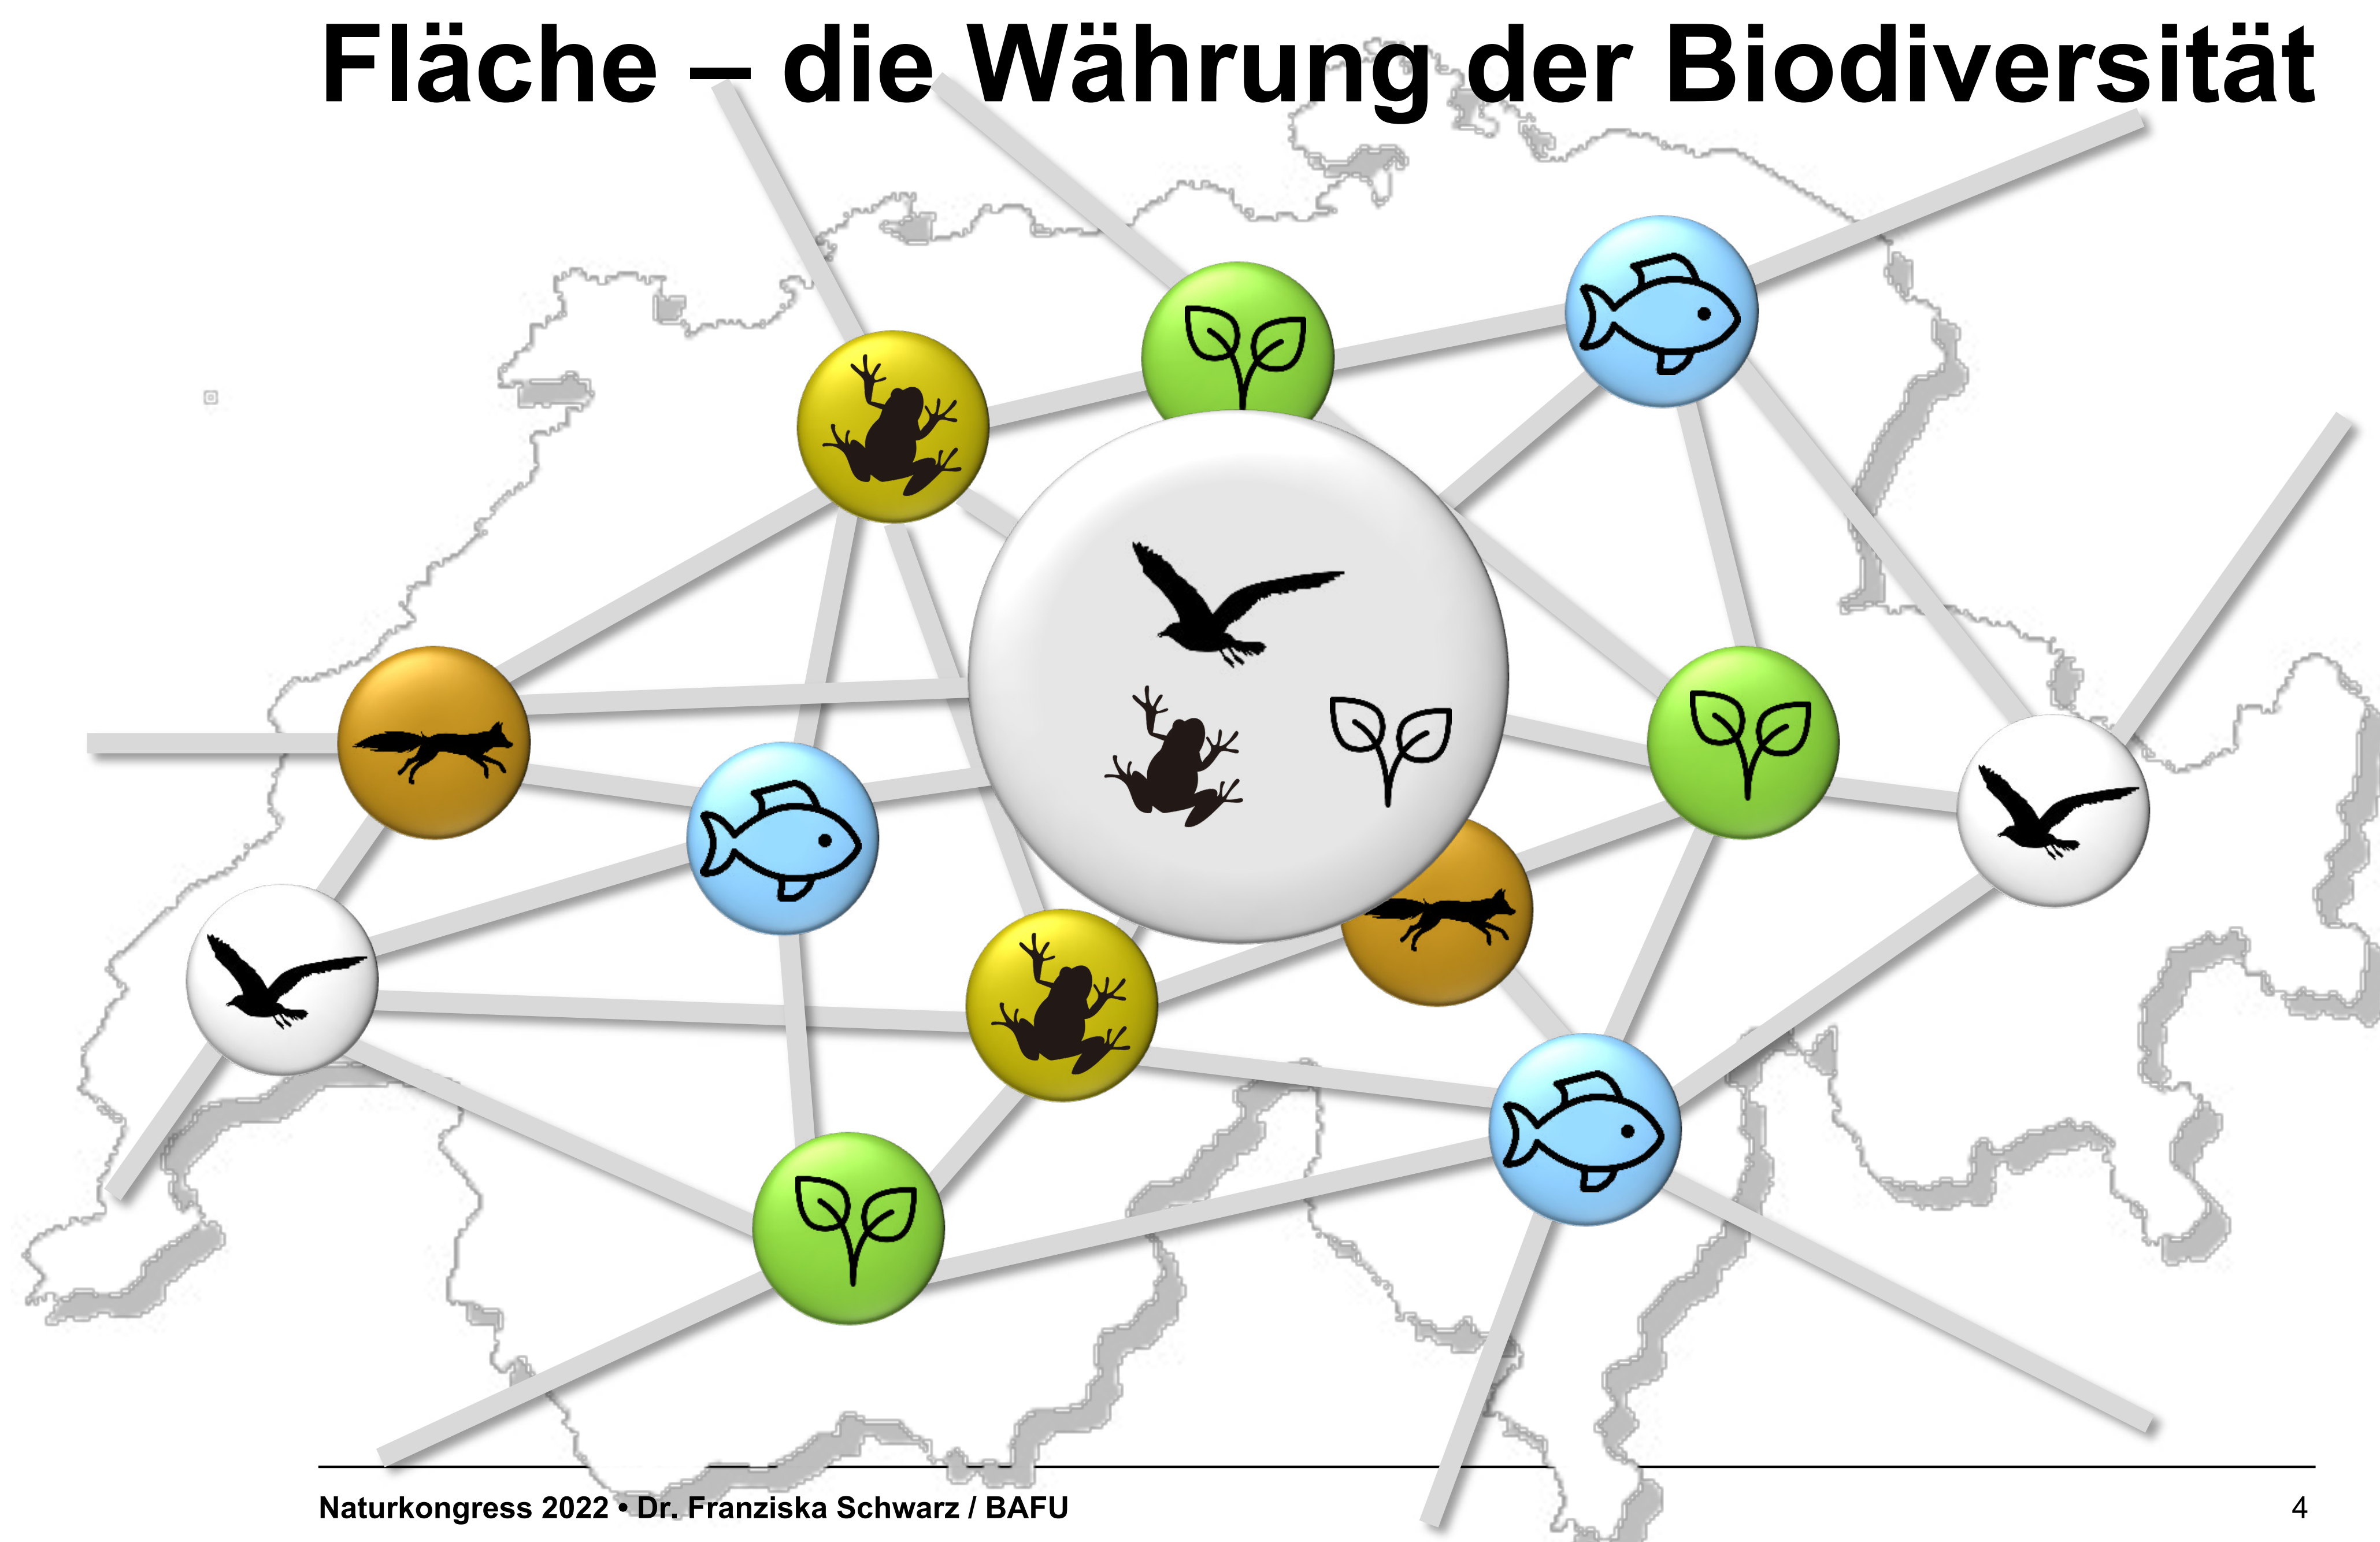 Fläche – die Währung der Biodiversität
Naturkongress 2022 • Dr. Franziska Schwarz / BAFU
4